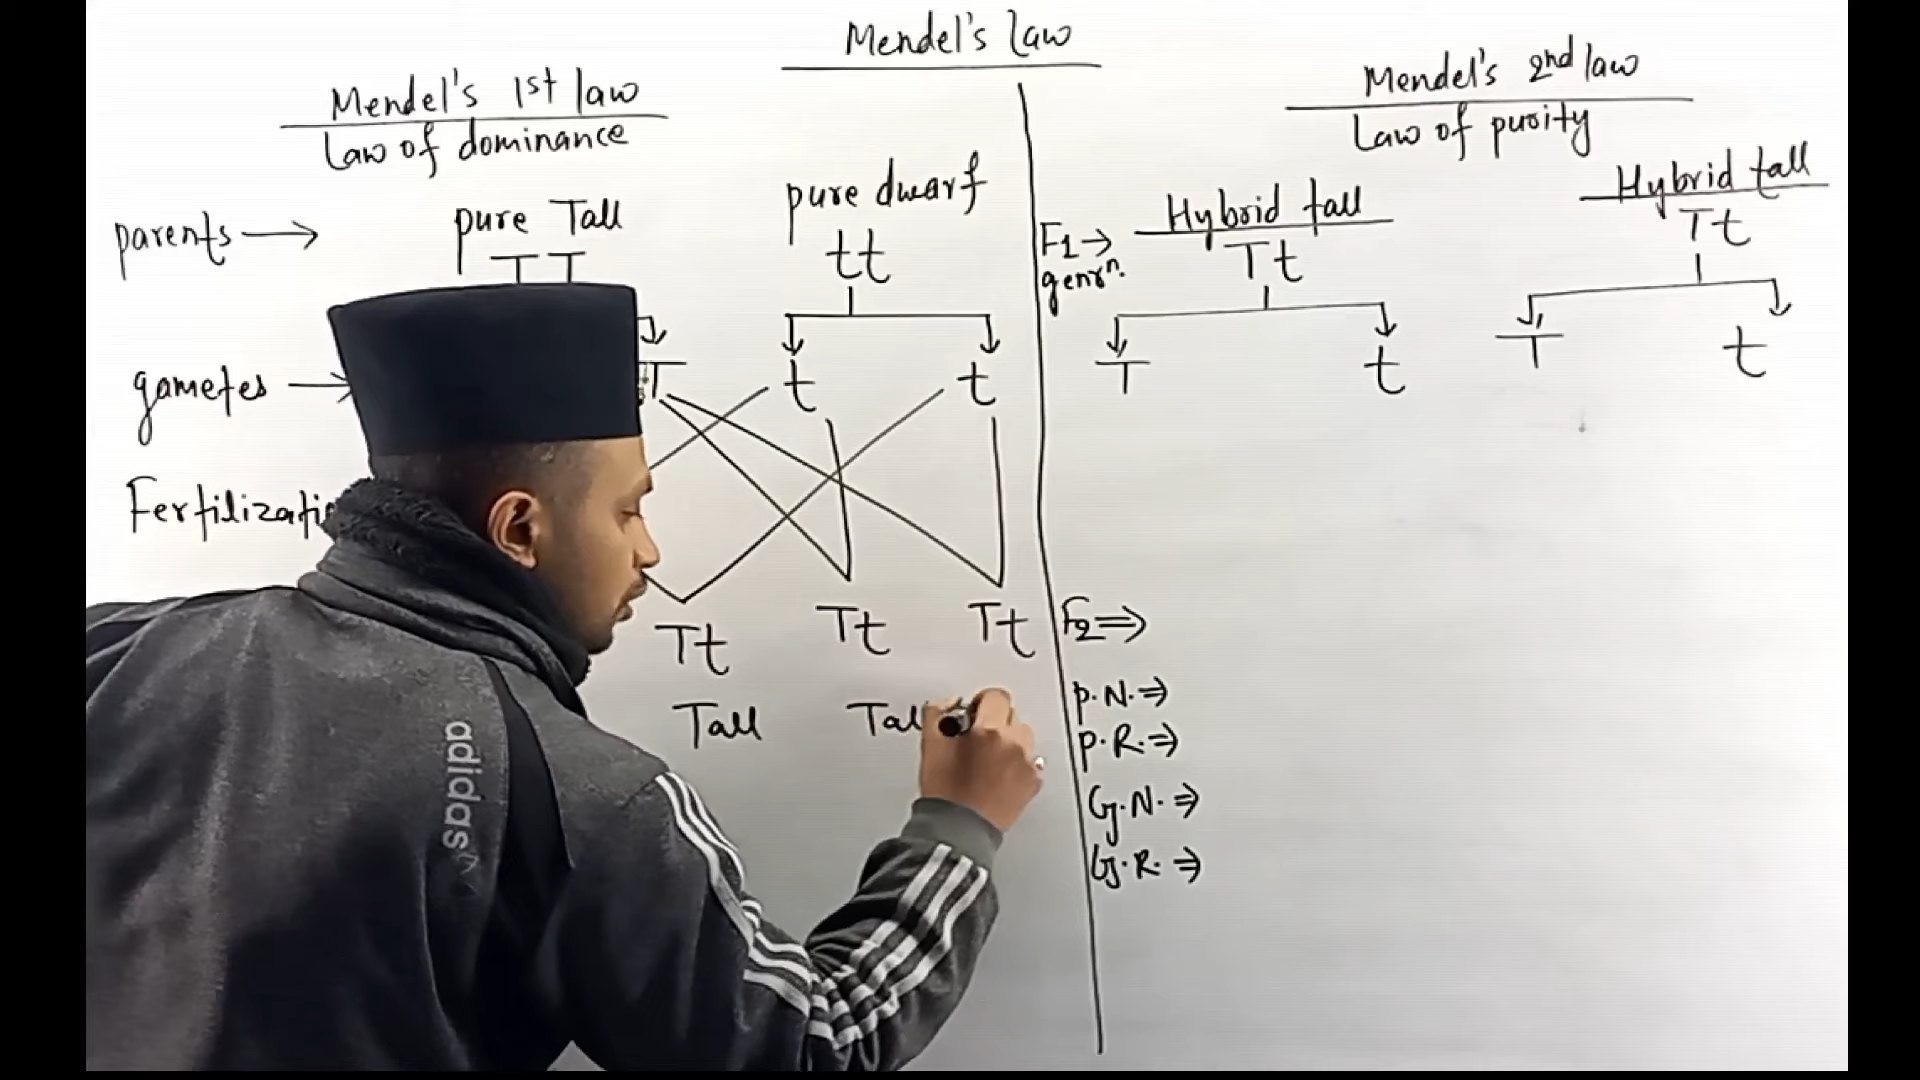 Mendel's law
Mendel's 1st law
Law of dominance
parents → pure Tall pure dwarf
TT tt
gametes → T t t
Fertilizatio
Tt Tt Tt
Tall Tal
Mendel's 2nd law
Law of purity
Hybrid tall Hybrid tall
F1 → Tt Tt
genrn.
T t T t
F2 ⇒
P.N. ⇒
P.R. ⇒
G.N. ⇒
G.R. ⇒
adidas